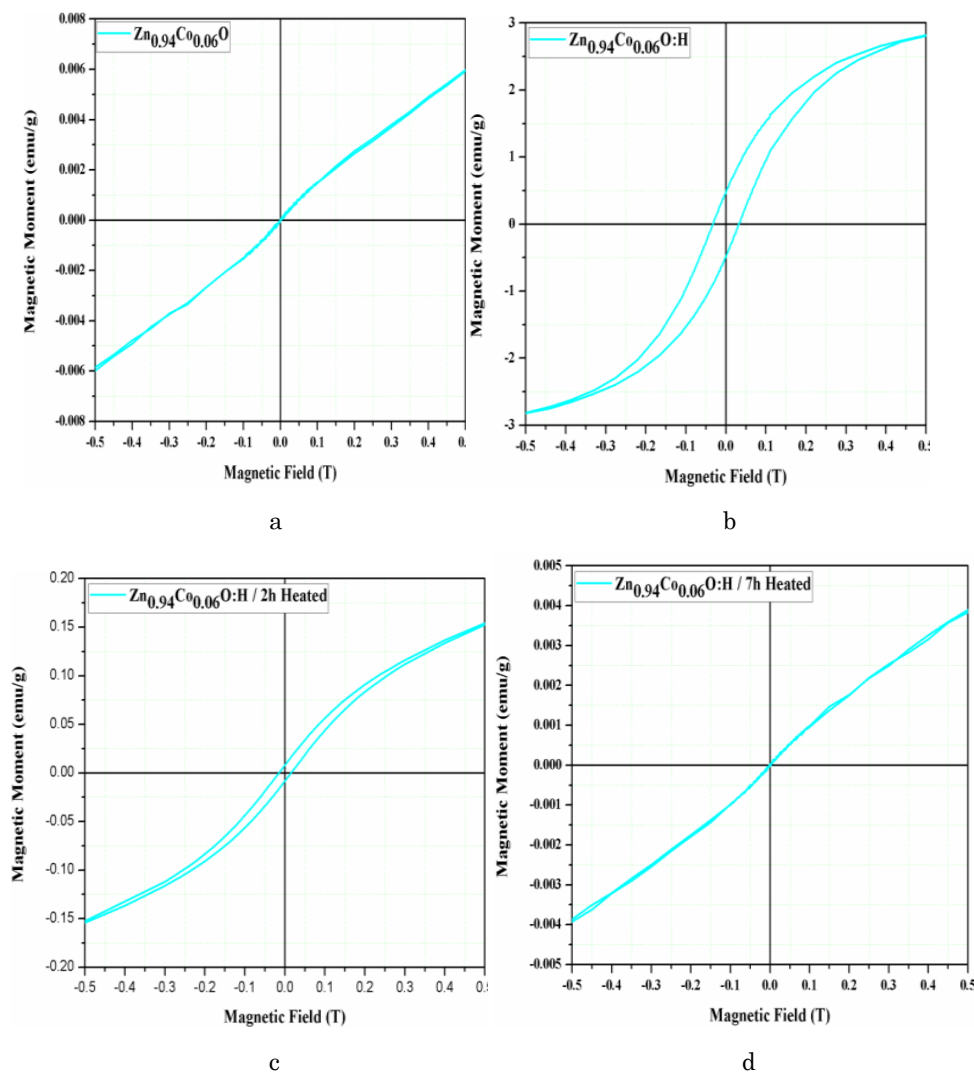 Zn0.94Co0.06O
Magnetic Moment (emu/g)
0.008
0.006
0.004
0.002
0.000
-0.002
-0.004
-0.006
-0.008
-0.5 -0.4 -0.3 -0.2 -0.1 0.0 0.1 0.2 0.3 0.4 0.
Magnetic Field (T)
a
Zn0.94Co0.06O:H
Magnetic Moment (emu/g)
3
2
1
0
-1
-2
-3
-0.5 -0.4 -0.3 -0.2 -0.1 0.0 0.1 0.2 0.3 0.4 0.5
Magnetic Field (T)
b
Zn0.94Co0.06O:H / 2h Heated
Magnetic Moment (emu/g)
0.20
0.15
0.10
0.05
0.00
-0.05
-0.10
-0.15
-0.20
-0.5 -0.4 -0.3 -0.2 -0.1 0.0 0.1 0.2 0.3 0.4 0.5
Magnetic Field (T)
c
Zn0.94Co0.06O:H / 7h Heated
Magnetic Moment (emu/g)
0.005
0.004
0.003
0.002
0.001
0.000
-0.001
-0.002
-0.003
-0.004
-0.005
-0.5 -0.4 -0.3 -0.2 -0.1 0.0 0.1 0.2 0.3 0.4 0.5
Magnetic Field (T)
d